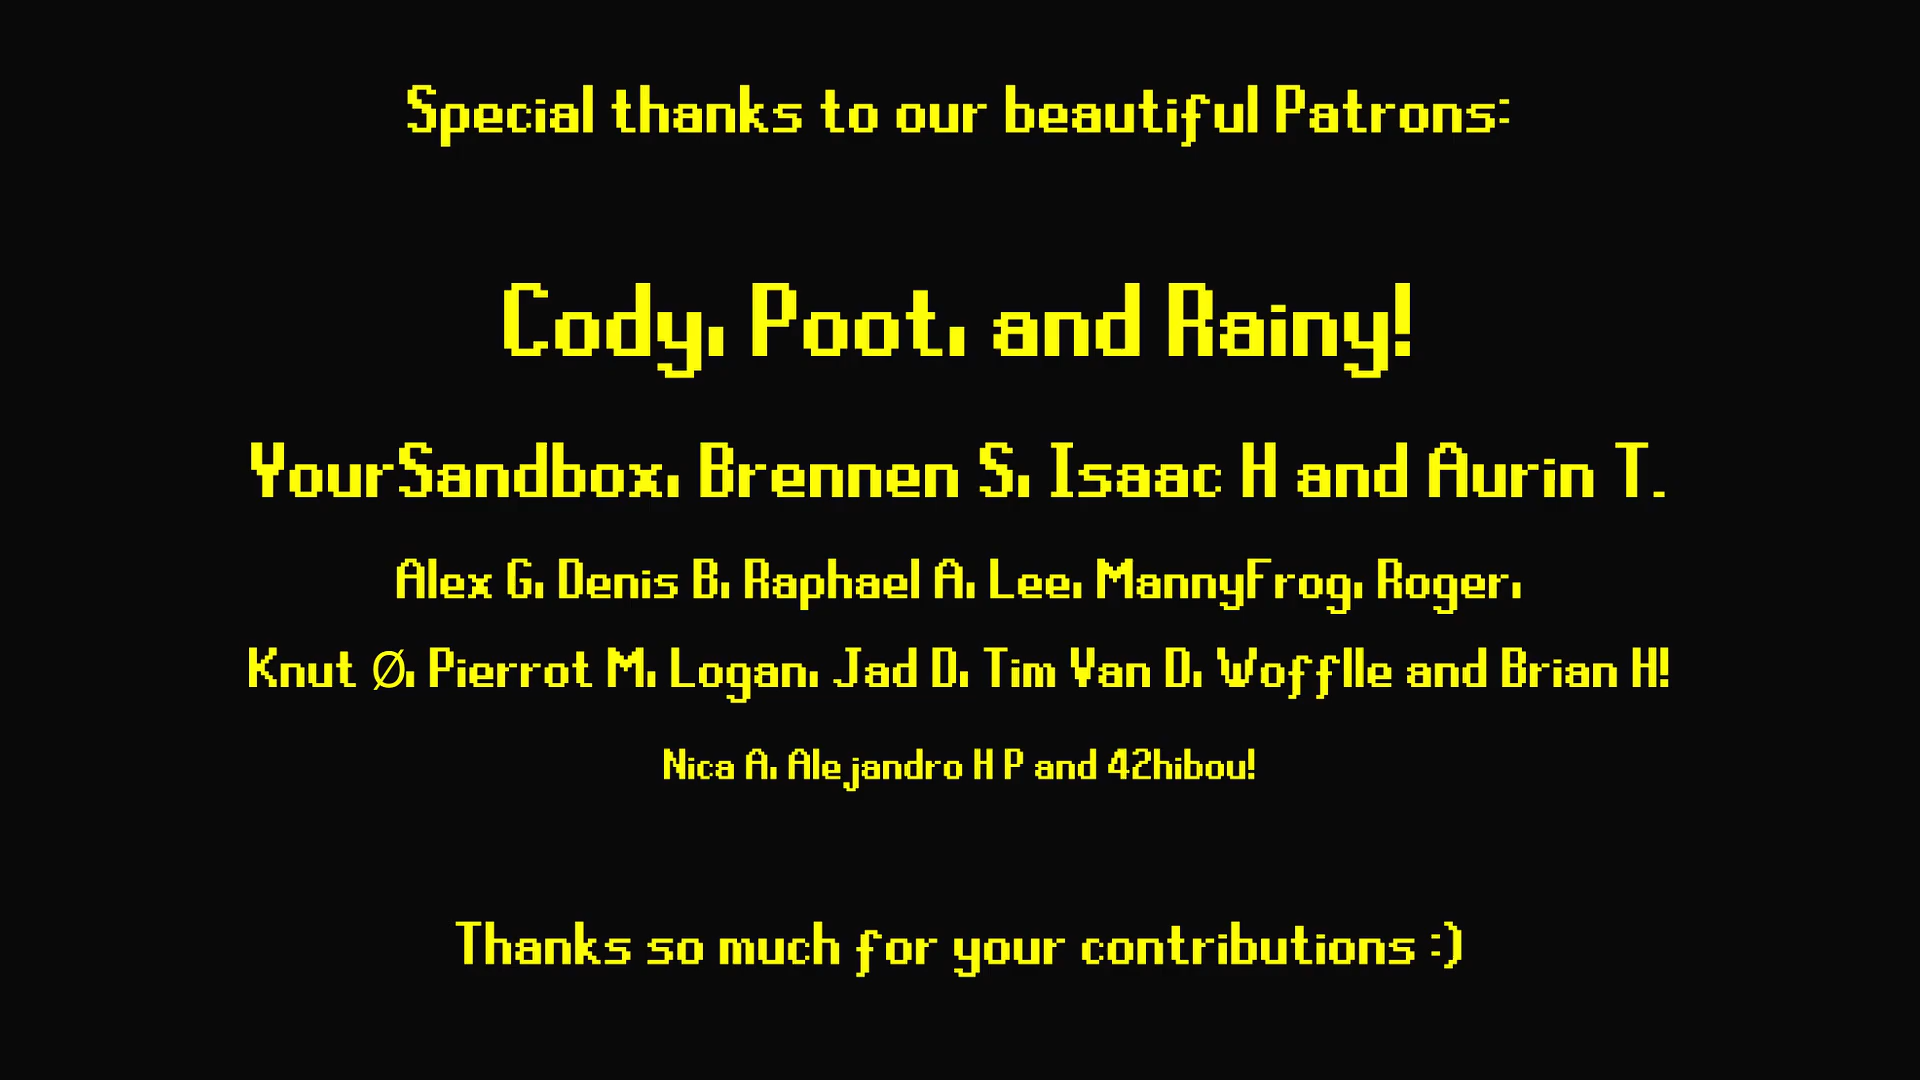 Special thanks to our beautiful Patrons:
Cody, Poot, and Rainy!
YourSandbox, Brennen S, Isaac H and Aurin T.
Alex G, Denis B, Raphael A, Lee, MannyFrog, Roger,
Knut Ø, Pierrot M, Logan, Jad D, Tim Van D, Wofflle and Brian H!
Nica A, Alejandro H P and 42hibou!
Thanks so much for your contributions :)